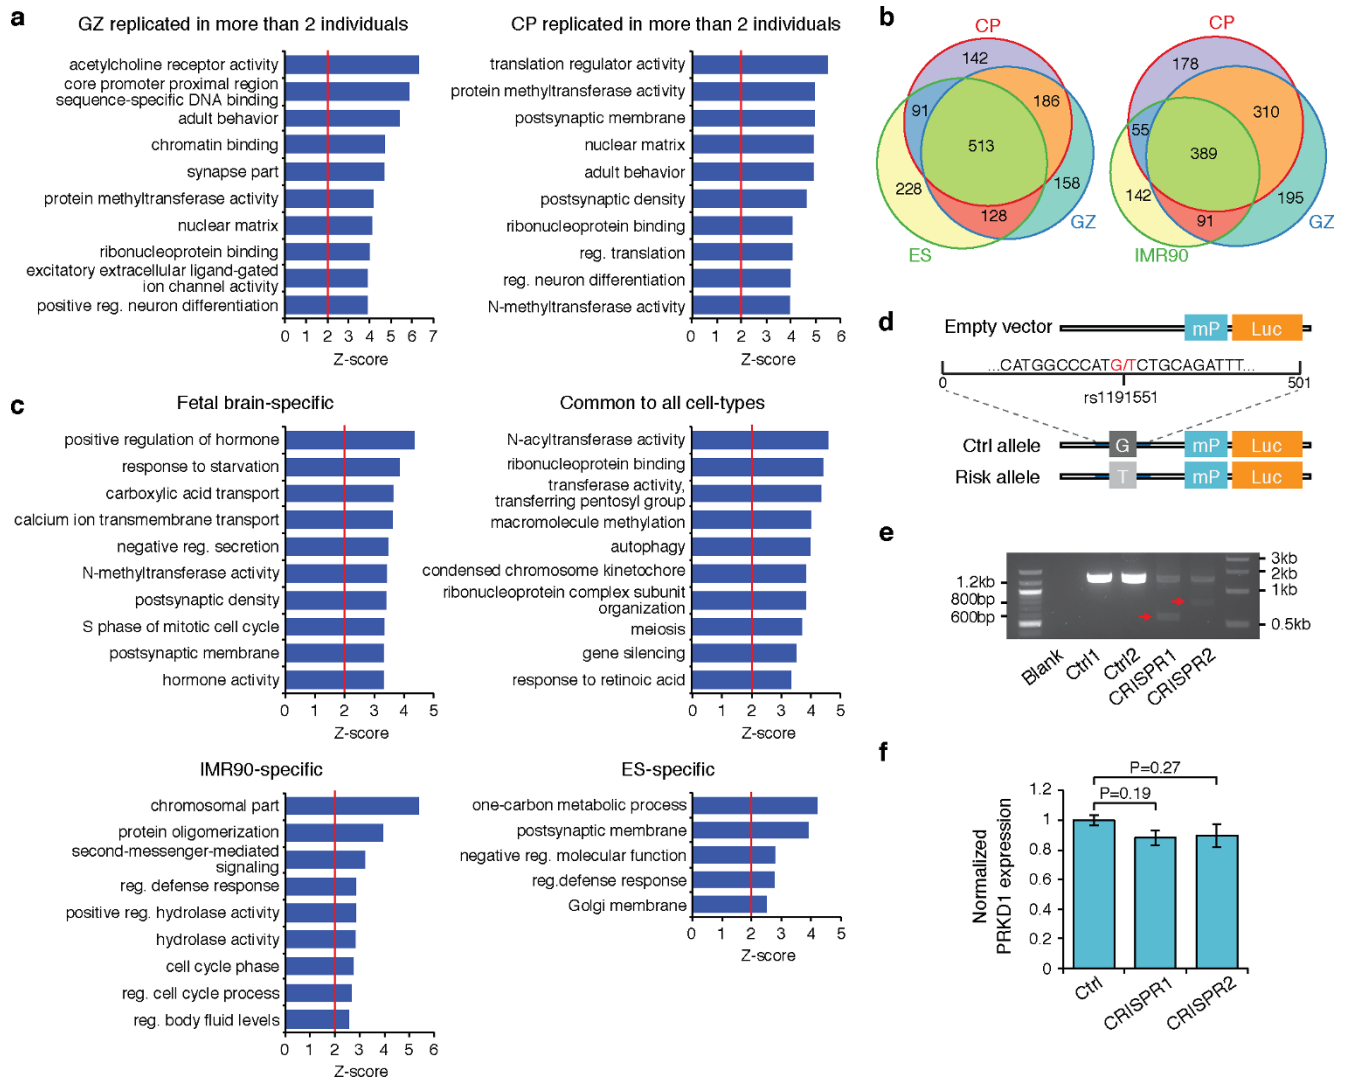 a
GZ replicated in more than 2 individuals
acetylcholine receptor activity
core promoter proximal region
sequence-specific DNA binding
adult behavior
chromatin binding
synapse part
protein methyltransferase activity
nuclear matrix
ribonucleoprotein binding
excitatory extracellular ligand-gated
ion channel activity
positive reg. neuron differentiation
0 1 2 3 4 5 6 7
Z-score
CP replicated in more than 2 individuals
translation regulator activity
protein methyltransferase activity
postsynaptic membrane
nuclear matrix
adult behavior
postsynaptic density
ribonucleoprotein binding
reg. translation
reg. neuron differentiation
N-methyltransferase activity
0 1 2 3 4 5 6
Z-score
b
CP
142
91
186
513
228
158
128
GZ
ES
CP
178
55
310
389
142
195
91
GZ
IMR90
c
Fetal brain-specific
positive regulation of hormone
response to starvation
carboxylic acid transport
calcium ion transmembrane transport
negative reg. secretion
N-methyltransferase activity
postsynaptic density
S phase of mitotic cell cycle
postsynaptic membrane
hormone activity
0 1 2 3 4 5
Z-score
Common to all cell-types
N-acyltransferase activity
ribonucleoprotein binding
transferase activity,
transferring pentosyl group
macromolecule methylation
autophagy
condensed chromosome kinetochore
ribonucleoprotein complex subunit
organization
meiosis
gene silencing
response to retinoic acid
0 1 2 3 4 5
Z-score
IMR90-specific
chromosomal part
protein oligomerization
second-messenger-mediated
signaling
reg. defense response
positive reg. hydrolase activity
hydrolase activity
cell cycle phase
reg. cell cycle process
reg. body fluid levels
0 1 2 3 4 5 6
Z-score
ES-specific
one-carbon metabolic process
postsynaptic membrane
negative reg. molecular function
reg.defense response
Golgi membrane
0 1 2 3 4 5
Z-score
d
Empty vector
mP Luc
...CATGGCCCATG/TCTGCAGATTT...
0
501
rs1191551
Ctrl allele G mP Luc
Risk allele T mP Luc
e
1.2kb
800bp
600bp
3kb
2kb
1kb
0.5kb
Blank
Ctrl1
Ctrl2
CRISPR1
CRISPR2
f
P=0.27
P=0.19
Normalized
PRKD1 expression
1.2
1
0.8
0.6
0.4
0.2
0
Ctrl
CRISPR1
CRISPR2